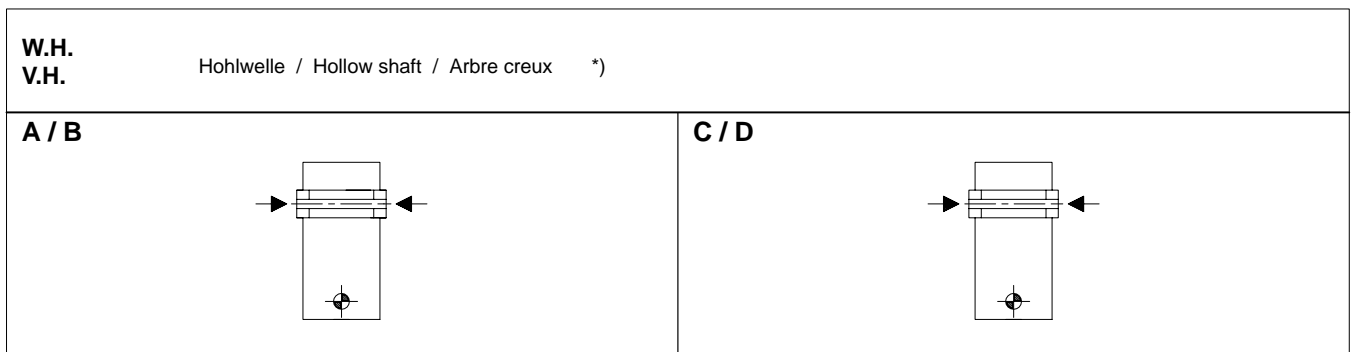 W.H.
V.H.
Hohlwelle / Hollow shaft / Arbre creux *)
A / B
C / D